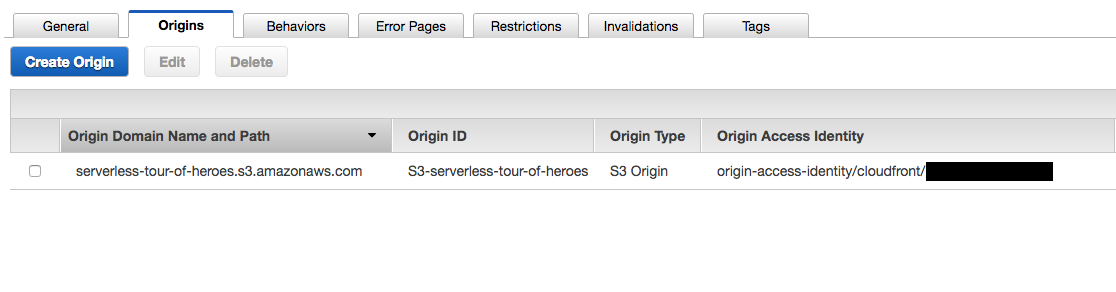 General Origins Behaviors Error Pages Restrictions Invalidations Tags
Create Origin Edit Delete
Origin Domain Name and Path Origin ID Origin Type Origin Access Identity
serverless-tour-of-heroes.s3.amazonaws.com S3-serverless-tour-of-heroes S3 Origin origin-access-identity/cloudfront/